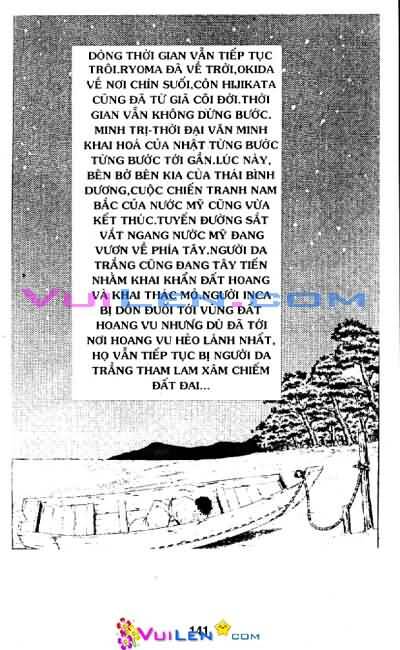 DÒNG THỜI GIAN VẪN TIẾP TỤC
TRÔI.RYOMA ĐÃ VỀ TRỜI,OKIDA
VỀ NƠI CHÍN SUỐI,CÒN HIJIKATA
CŨNG ĐÃ TỪ GIÃ CÕI ĐỜI.THỜI
GIAN VẪN KHÔNG DỪNG BƯỚC.
MINH TRỊ-THỜI ĐẠI VĂN MINH
KHAI HOÁ CỦA NHẬT TỪNG BƯỚC
TỪNG BƯỚC TỚI GẦN.LÚC NÀY,
BÊN BỜ BÊN KIA CỦA THÁI BÌNH
DƯƠNG,CUỘC CHIẾN TRANH NAM
BẮC CỦA NƯỚC MỸ CŨNG VỪA
KẾT THÚC.TUYẾN ĐƯỜNG SẮT
VẮT NGANG NƯỚC MỸ ĐANG
VƯƠN VỀ PHÍA TÂY.NGƯỜI DA
TRẮNG CŨNG ĐANG TÂY TIẾN
NHẰM KHAI KHẨN ĐẤT HOANG
VÀ KHAI THÁC MỎ.NGƯỜI INCA
BỊ DỒN ĐUỔI TỚI VÙNG ĐẤT
HOANG VU NHƯNG DÙ ĐÃ TỚI
NƠI HOANG VU HẺO LÁNH NHẤT,
HỌ VẪN TIẾP TỤC BỊ NGƯỜI DA
TRẮNG THAM LAM XÂM CHIẾM
ĐẤT ĐAI...
VUILEN.COM
141
VUILEN.COM